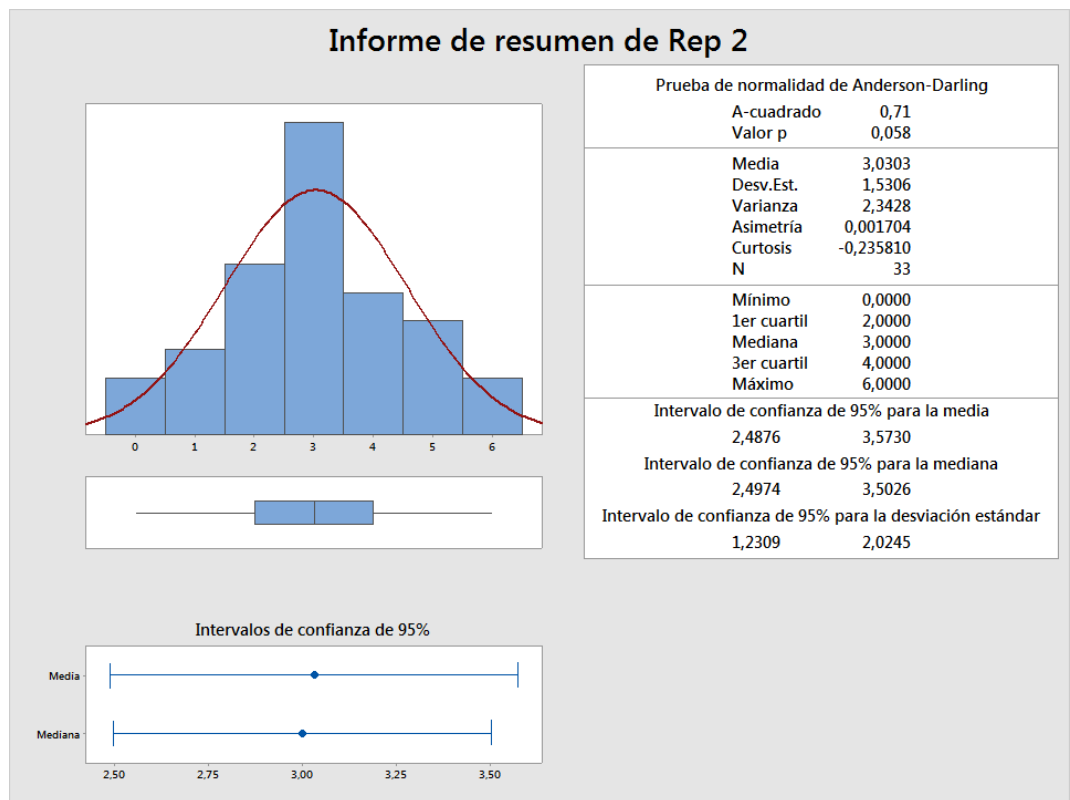 Informe de resumen de Rep 2
Prueba de normalidad de Anderson-Darling
A-cuadrado 0,71
Valor p 0,058
Media 3,0303
Desv.Est. 1,5306
Varianza 2,3428
Asimetría 0,001704
Curtosis -0,235810
N 33
Mínimo 0,0000
1er cuartil 2,0000
Mediana 3,0000
3er cuartil 4,0000
Máximo 6,0000
Intervalo de confianza de 95% para la media
2,4876 3,5730
Intervalo de confianza de 95% para la mediana
2,4974 3,5026
Intervalo de confianza de 95% para la desviación estándar
1,2309 2,0245
0 1 2 3 4 5 6
Intervalos de confianza de 95%
Media
Mediana
2,50 2,75 3,00 3,25 3,50